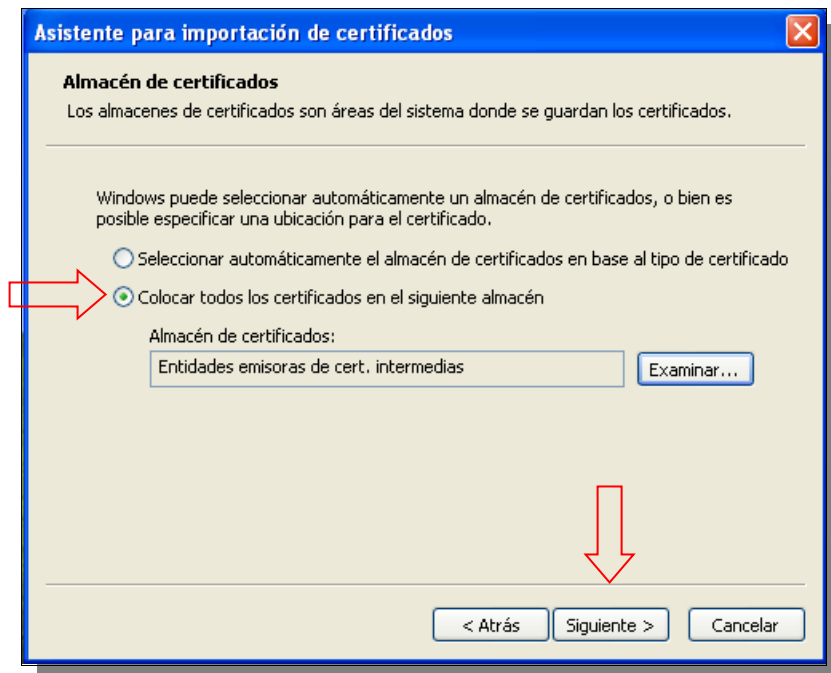 Asistente para importación de certificados
Almacén de certificados
Los almacenes de certificados son áreas del sistema donde se guardan los certificados.
Windows puede seleccionar automáticamente un almacén de certificados, o bien es
posible especificar una ubicación para el certificado.
Seleccionar automáticamente el almacén de certificados en base al tipo de certificado
Colocar todos los certificados en el siguiente almacén
Almacén de certificados:
Entidades emisoras de cert. intermedias
Examinar...
< Atrás
Siguiente >
Cancelar